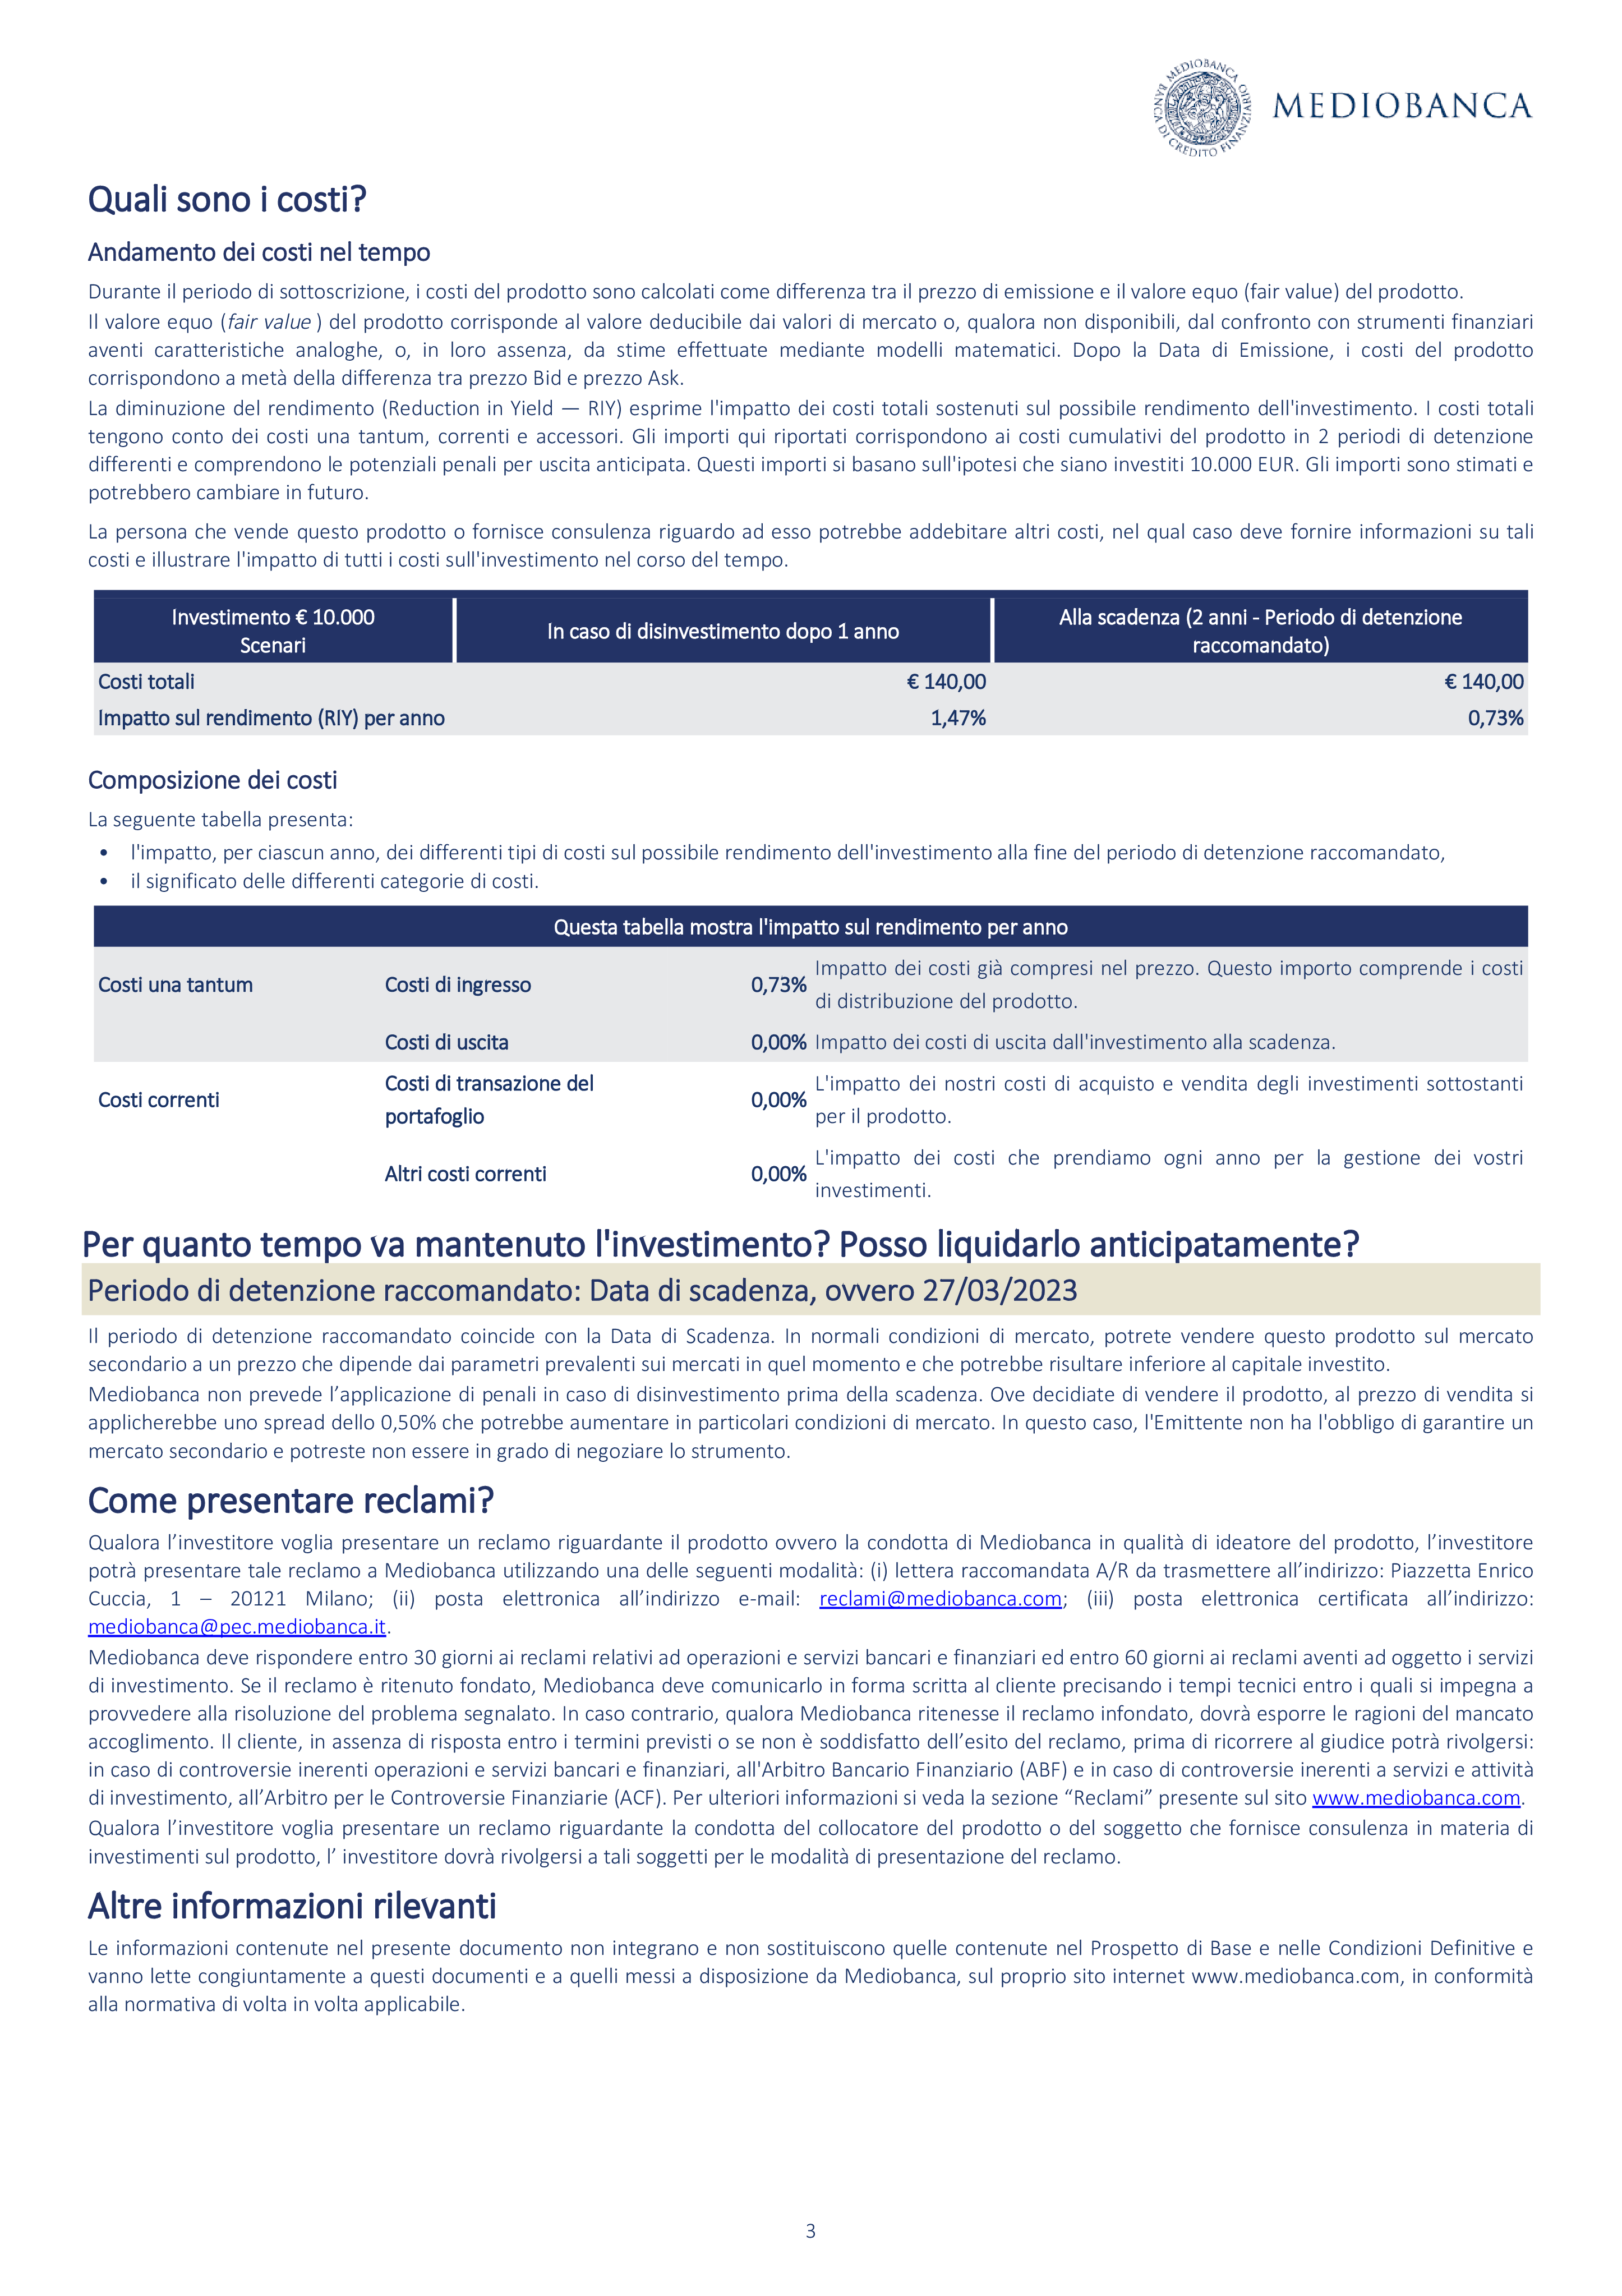 MEDIOBANCA
BANCA DI CREDITO FINANZIARIO
MEDIOBANCA
Quali sono i costi?
Andamento dei costi nel tempo
Durante il periodo di sottoscrizione, i costi del prodotto sono calcolati come differenza tra il prezzo di emissione e il valore equo (fair value) del prodotto.
Il valore equo (fair value ) del prodotto corrisponde al valore deducibile dai valori di mercato o, qualora non disponibili, dal confronto con strumenti finanziari
aventi caratteristiche analoghe, o, in loro assenza, da stime effettuate mediante modelli matematici. Dopo la Data di Emissione, i costi del prodotto
corrispondono a metà della differenza tra prezzo Bid e prezzo Ask.
La diminuzione del rendimento (Reduction in Yield — RIY) esprime l'impatto dei costi totali sostenuti sul possibile rendimento dell'investimento. I costi totali
tengono conto dei costi una tantum, correnti e accessori. Gli importi qui riportati corrispondono ai costi cumulativi del prodotto in 2 periodi di detenzione
differenti e comprendono le potenziali penali per uscita anticipata. Questi importi si basano sull'ipotesi che siano investiti 10.000 EUR. Gli importi sono stimati e
potrebbero cambiare in futuro.
La persona che vende questo prodotto o fornisce consulenza riguardo ad esso potrebbe addebitare altri costi, nel qual caso deve fornire informazioni su tali
costi e illustrare l'impatto di tutti i costi sull'investimento nel corso del tempo.
Investimento € 10.000
Scenari
In caso di disinvestimento dopo 1 anno
Alla scadenza (2 anni - Periodo di detenzione
raccomandato)
Costi totali € 140,00 € 140,00
Impatto sul rendimento (RIY) per anno 1,47% 0,73%
Composizione dei costi
La seguente tabella presenta:
• l'impatto, per ciascun anno, dei differenti tipi di costi sul possibile rendimento dell'investimento alla fine del periodo di detenzione raccomandato,
• il significato delle differenti categorie di costi.
Questa tabella mostra l'impatto sul rendimento per anno
Costi una tantum Costi di ingresso 0,73% Impatto dei costi già compresi nel prezzo. Questo importo comprende i costi
di distribuzione del prodotto.
Costi di uscita 0,00% Impatto dei costi di uscita dall'investimento alla scadenza.
Costi correnti
Costi di transazione del
portafoglio
0,00%
L'impatto dei nostri costi di acquisto e vendita degli investimenti sottostanti
per il prodotto.
Altri costi correnti 0,00% L'impatto dei costi che prendiamo ogni anno per la gestione dei vostri
investimenti.
Per quanto tempo va mantenuto l'investimento? Posso liquidarlo anticipatamente?
Periodo di detenzione raccomandato: Data di scadenza, ovvero 27/03/2023
Il periodo di detenzione raccomandato coincide con la Data di Scadenza. In normali condizioni di mercato, potrete vendere questo prodotto sul mercato
secondario a un prezzo che dipende dai parametri prevalenti sui mercati in quel momento e che potrebbe risultare inferiore al capitale investito.
Mediobanca non prevede l’applicazione di penali in caso di disinvestimento prima della scadenza. Ove decidiate di vendere il prodotto, al prezzo di vendita si
applicherebbe uno spread dello 0,50% che potrebbe aumentare in particolari condizioni di mercato. In questo caso, l'Emittente non ha l'obbligo di garantire un
mercato secondario e potreste non essere in grado di negoziare lo strumento.
Come presentare reclami?
Qualora l’investitore voglia presentare un reclamo riguardante il prodotto ovvero la condotta di Mediobanca in qualità di ideatore del prodotto, l’investitore
potrà presentare tale reclamo a Mediobanca utilizzando una delle seguenti modalità: (i) lettera raccomandata A/R da trasmettere all’indirizzo: Piazzetta Enrico
Cuccia, 1 – 20121 Milano; (ii) posta elettronica all’indirizzo e-mail: reclami@mediobanca.com; (iii) posta elettronica certificata all’indirizzo:
mediobanca@pec.mediobanca.it.
Mediobanca deve rispondere entro 30 giorni ai reclami relativi ad operazioni e servizi bancari e finanziari ed entro 60 giorni ai reclami aventi ad oggetto i servizi
di investimento. Se il reclamo è ritenuto fondato, Mediobanca deve comunicarlo in forma scritta al cliente precisando i tempi tecnici entro i quali si impegna a
provvedere alla risoluzione del problema segnalato. In caso contrario, qualora Mediobanca ritenesse il reclamo infondato, dovrà esporre le ragioni del mancato
accoglimento. Il cliente, in assenza di risposta entro i termini previsti o se non è soddisfatto dell’esito del reclamo, prima di ricorrere al giudice potrà rivolgersi:
in caso di controversie inerenti operazioni e servizi bancari e finanziari, all'Arbitro Bancario Finanziario (ABF) e in caso di controversie inerenti a servizi e attività
di investimento, all’Arbitro per le Controversie Finanziarie (ACF). Per ulteriori informazioni si veda la sezione “Reclami” presente sul sito www.mediobanca.com.
Qualora l’investitore voglia presentare un reclamo riguardante la condotta del collocatore del prodotto o del soggetto che fornisce consulenza in materia di
investimenti sul prodotto, l’ investitore dovrà rivolgersi a tali soggetti per le modalità di presentazione del reclamo.
Altre informazioni rilevanti
Le informazioni contenute nel presente documento non integrano e non sostituiscono quelle contenute nel Prospetto di Base e nelle Condizioni Definitive e
vanno lette congiuntamente a questi documenti e a quelli messi a disposizione da Mediobanca, sul proprio sito internet www.mediobanca.com, in conformità
alla normativa di volta in volta applicabile.
3